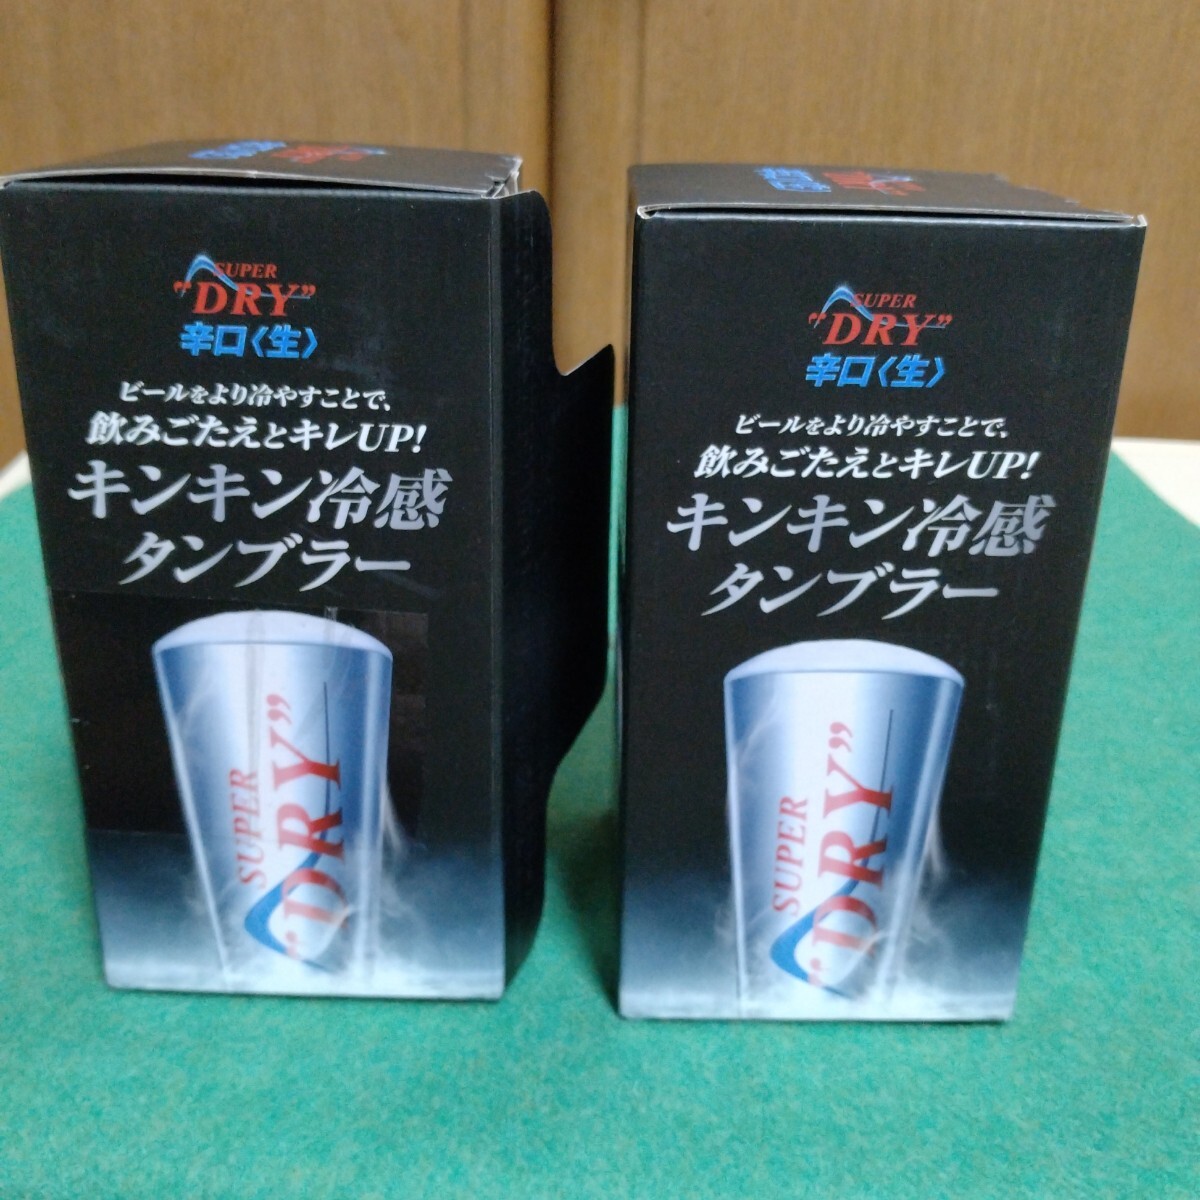 SUPER
"DRY"
辛口〈生〉
ビールをより冷やすことで、
飲みごたえとキレUP!
キンキン冷感
タンブラー
SUPER
"DRY"
SUPER
"DRY"
辛口〈生〉
ビールをより冷やすことで、
飲みごたえとキレUP!
キンキン冷感
タンブラー
SUPER
"DRY"